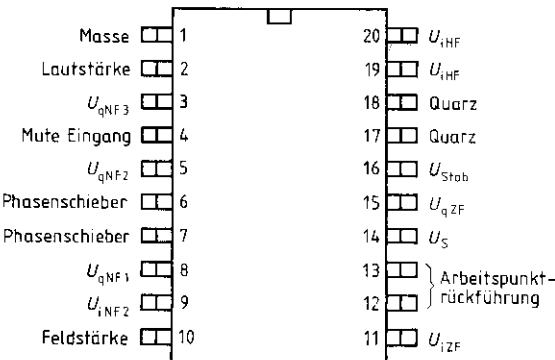 Masse 1
Lautstärke 2
U_qNF3 3
Mute Eingang 4
U_qNF2 5
Phasenschieber 6
Phasenschieber 7
U_qNF1 8
U_iNF2 9
Feldstärke 10
20 U_iHF
19 U_iHF
18 Quarz
17 Quarz
16 U_Stab
15 U_qZF
14 U_S
13
12
Arbeitspunkt-
rückführung
11 U_iZF